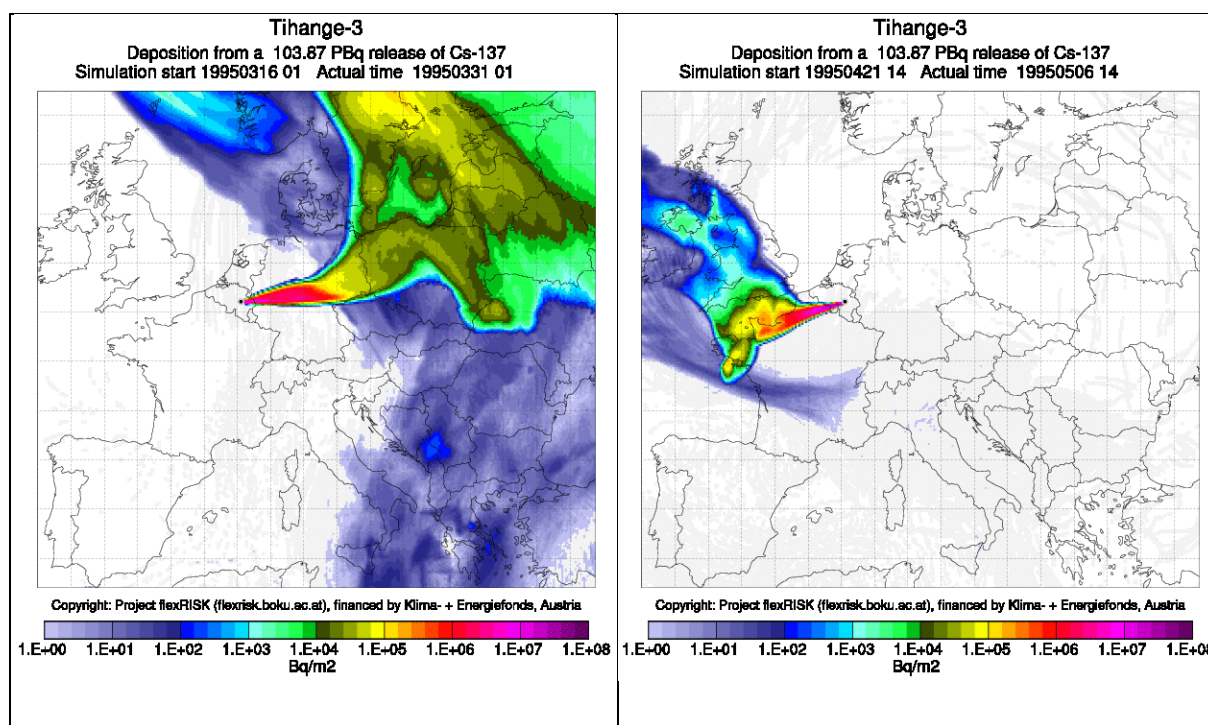 Tihange-3
Deposition from a 103.87 PBq release of Cs-137
Simulation start 19950316 01 Actual time 19950331 01
Copyright: Project flexRISK (flexrisk.boku.ac.at), financed by Klima- + Energiefonds, Austria
1.E+00 1.E+01 1.E+02 1.E+03 1.E+04 1.E+05 1.E+06 1.E+07 1.E+08
Bq/m2
Tihange-3
Deposition from a 103.87 PBq release of Cs-137
Simulation start 19950421 14 Actual time 19950506 14
Copyright: Project flexRISK (flexrisk.boku.ac.at), financed by Klima- + Energiefonds, Austria
1.E+00 1.E+01 1.E+02 1.E+03 1.E+04 1.E+05 1.E+06 1.E+07 1.E+08
Bq/m2